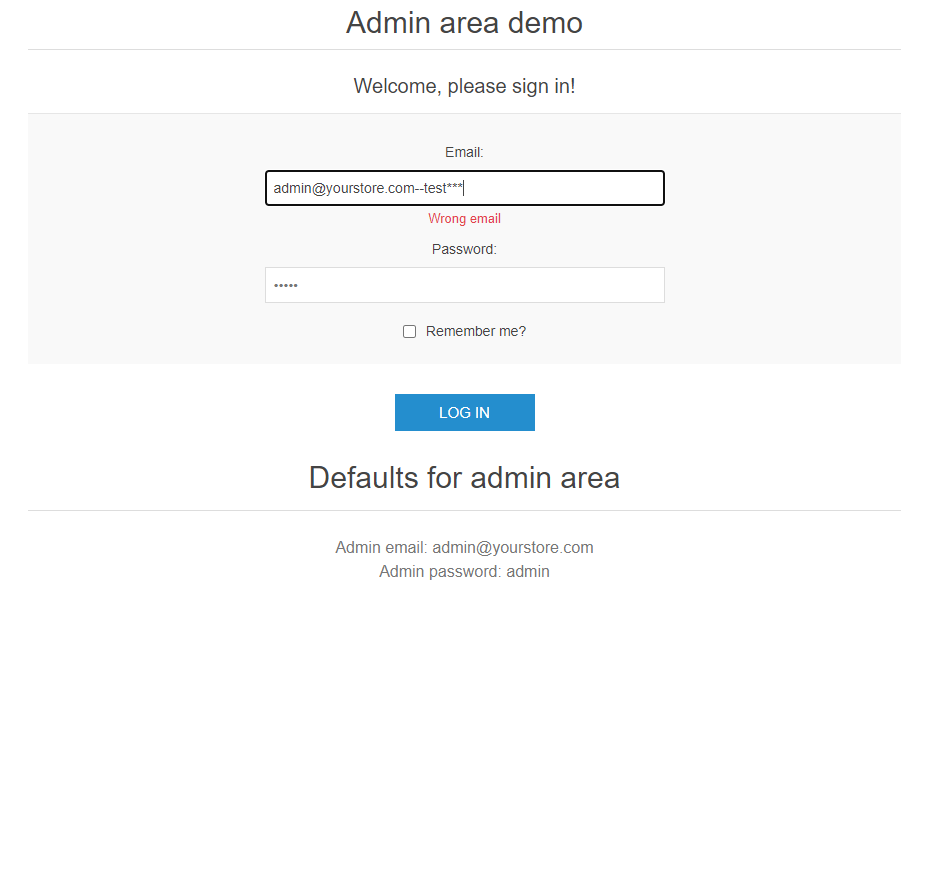 Admin area demo
Welcome, please sign in!
Email:
admin@yourstore.com--test***
Wrong email
Password:
•••••
Remember me?
LOG IN
Defaults for admin area
Admin email: admin@yourstore.com
Admin password: admin